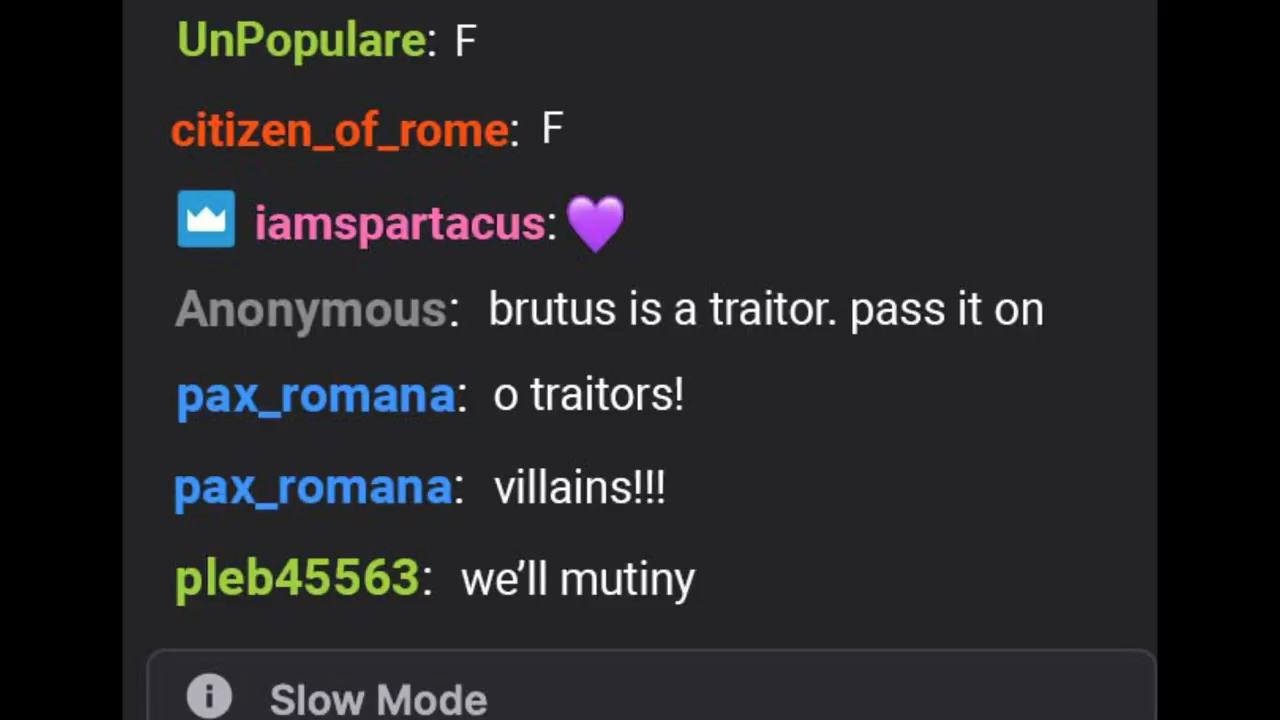 UnPopulare: F
citizen_of_rome: F
iamspartacus:💜
Anonymous: brutus is a traitor. pass it on
pax_romana: o traitors!
pax_romana: villains!!!
pleb45563: we’ll mutiny
Slow Mode